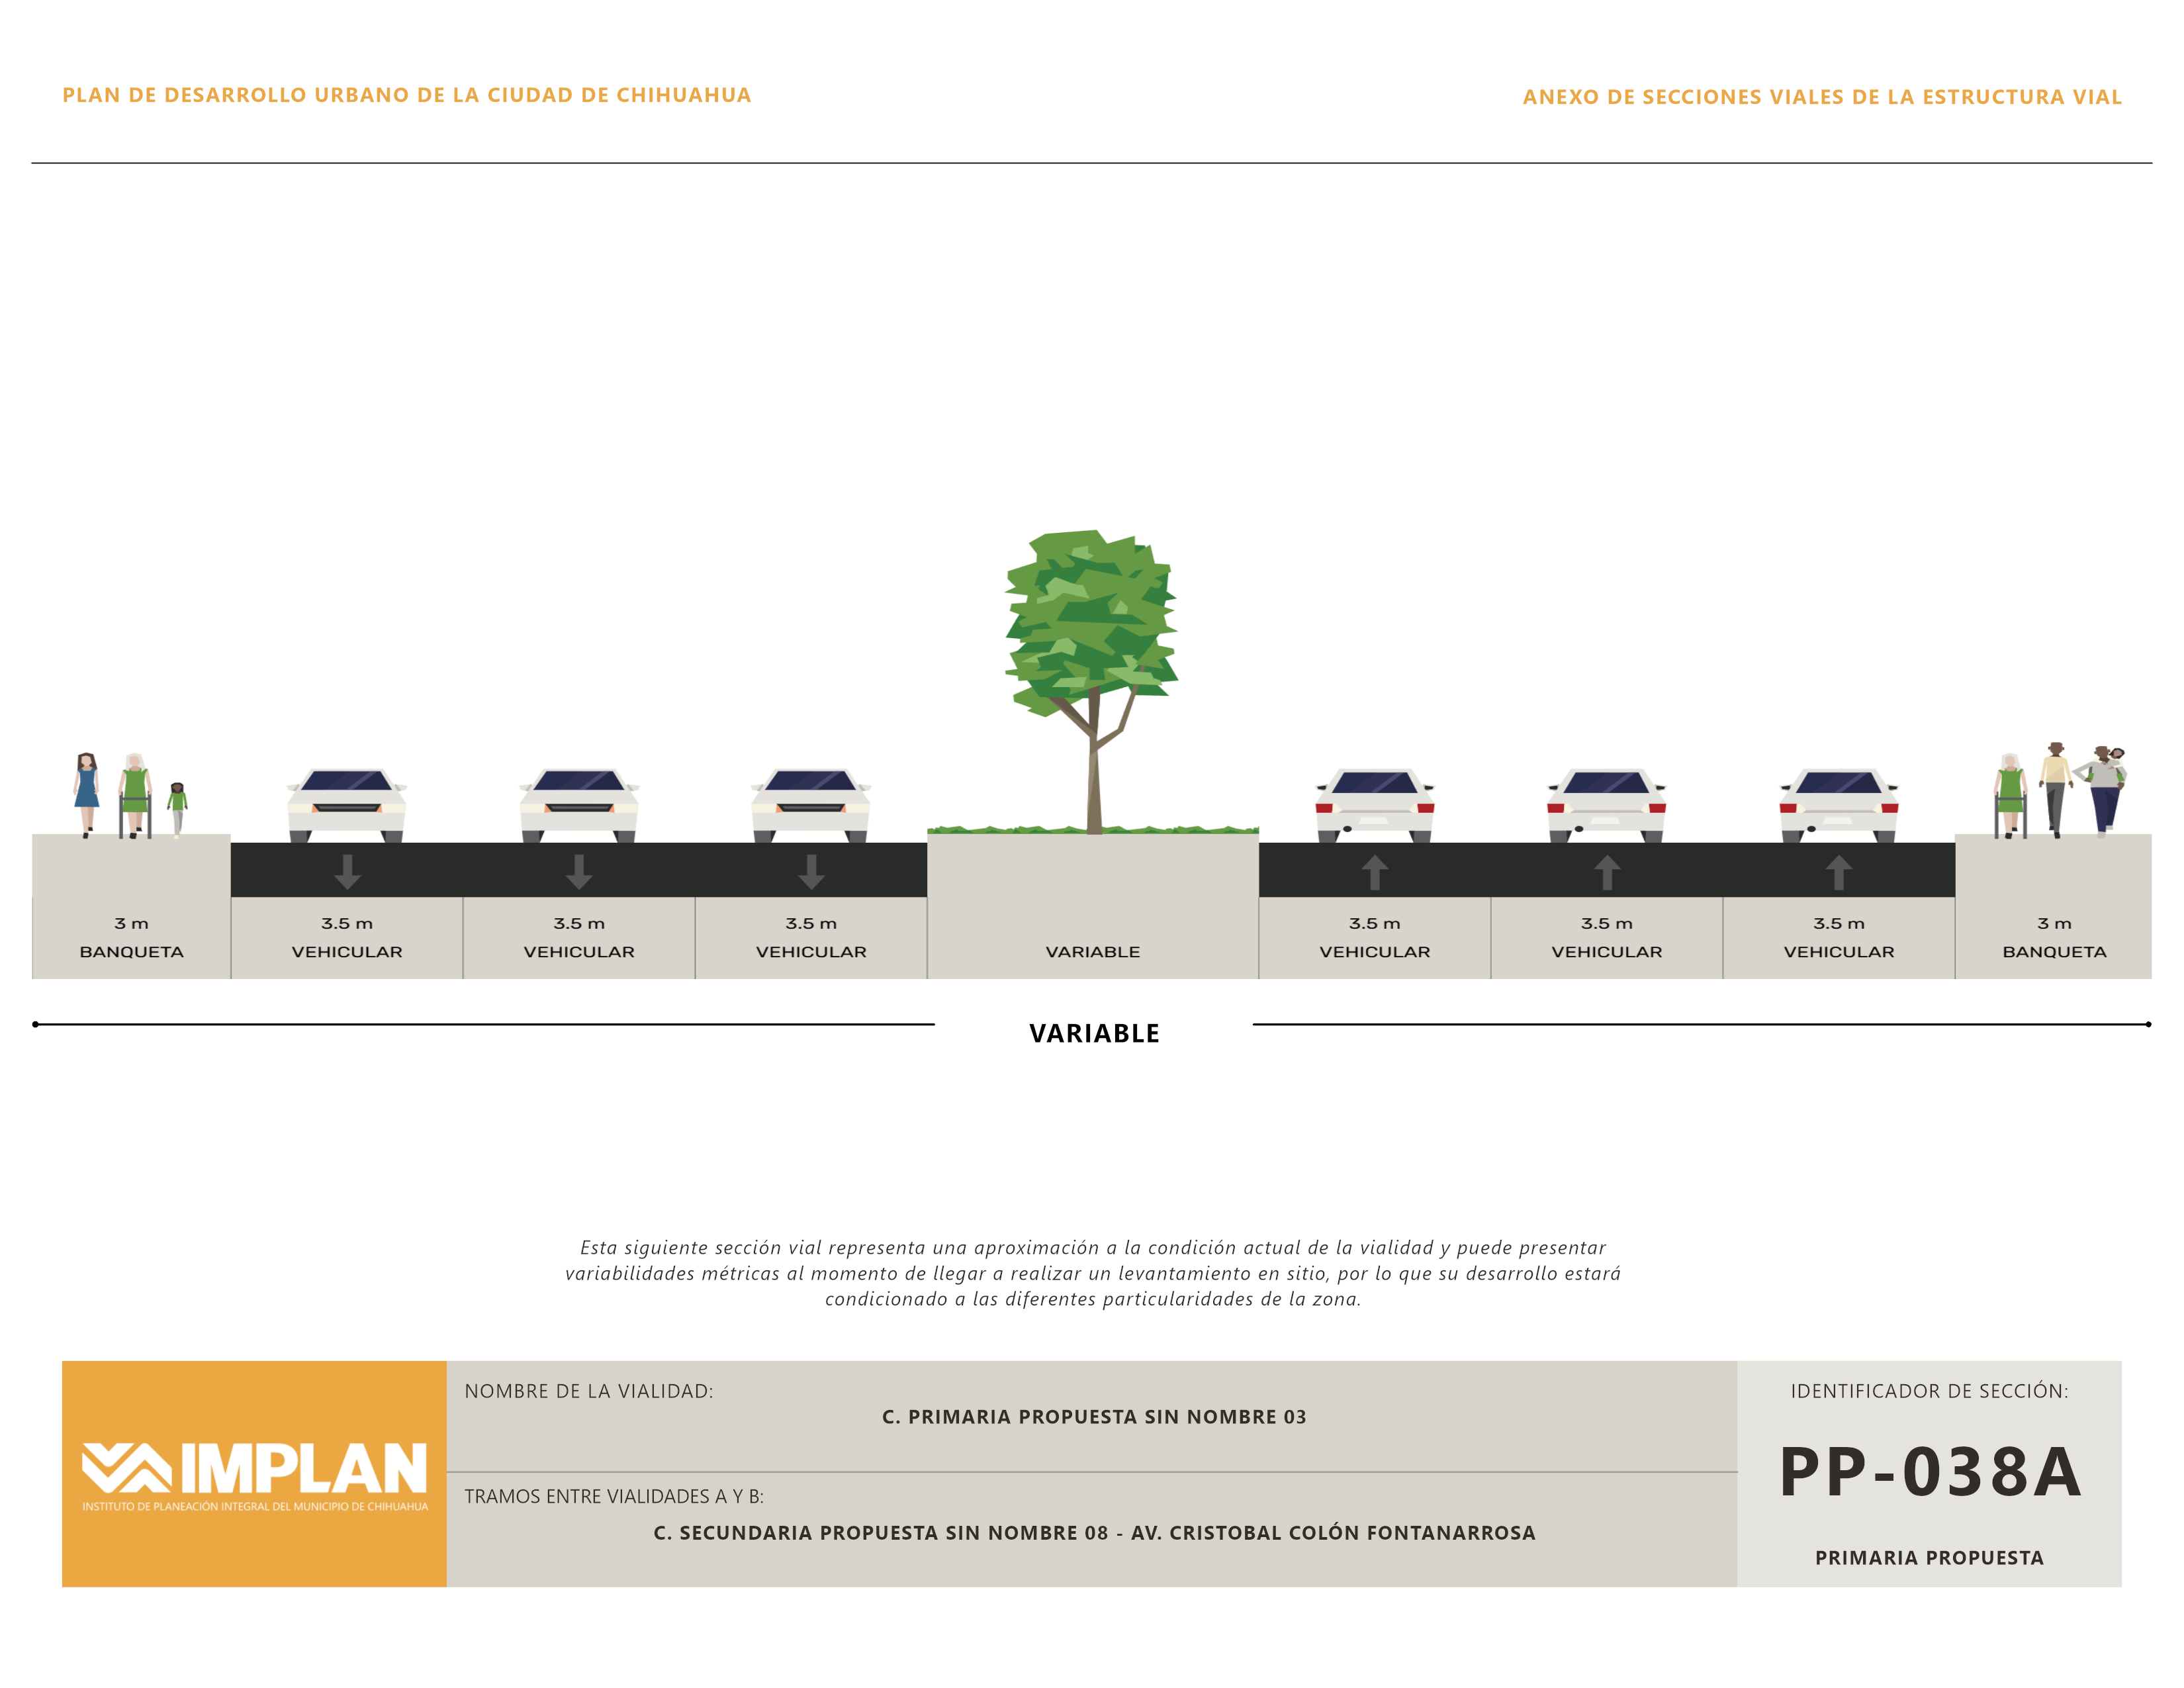 PLAN DE DESARROLLO URBANO DE LA CIUDAD DE CHIHUAHUA
ANEXO DE SECCIONES VIALES DE LA ESTRUCTURA VIAL
3 m
BANQUETA
3.5 m
VEHICULAR
3.5 m
VEHICULAR
3.5 m
VEHICULAR
VARIABLE
3.5 m
VEHICULAR
3.5 m
VEHICULAR
3.5 m
VEHICULAR
3 m
BANQUETA
VARIABLE
Esta siguiente sección vial representa una aproximación a la condición actual de la vialidad y puede presentar
variabilidades métricas al momento de llegar a realizar un levantamiento en sitio, por lo que su desarrollo estará
condicionado a las diferentes particularidades de la zona.
IMPLAN
INSTITUTO DE PLANEACIÓN INTEGRAL DEL MUNICIPIO DE CHIHUAHUA
NOMBRE DE LA VIALIDAD:
C. PRIMARIA PROPUESTA SIN NOMBRE 03
TRAMOS ENTRE VIALIDADES A Y B:
C. SECUNDARIA PROPUESTA SIN NOMBRE 08 - AV. CRISTOBAL COLÓN FONTANARROSA
IDENTIFICADOR DE SECCIÓN:
PP-038A
PRIMARIA PROPUESTA